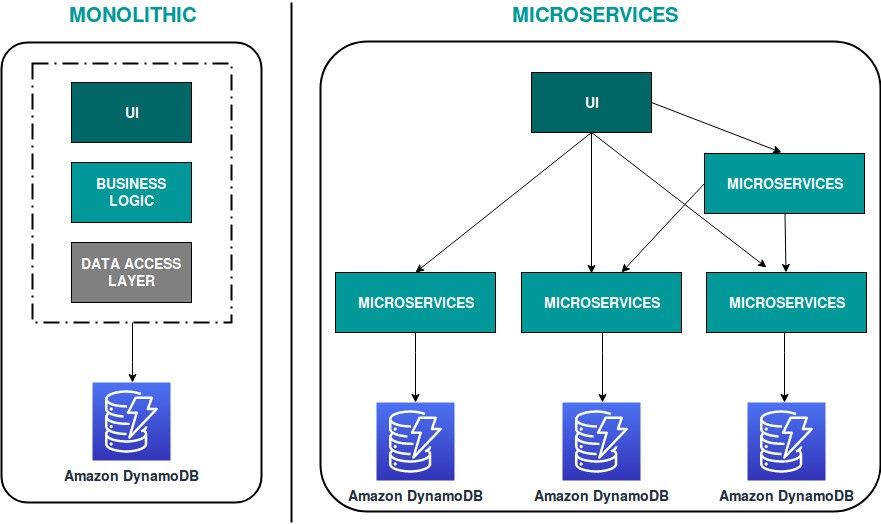 MONOLITHIC
UI
BUSINESS
LOGIC
DATA ACCESS
LAYER
Amazon DynamoDB
MICROSERVICES
UI
MICROSERVICES
MICROSERVICES
MICROSERVICES
MICROSERVICES
Amazon DynamoDB
Amazon DynamoDB
Amazon DynamoDB